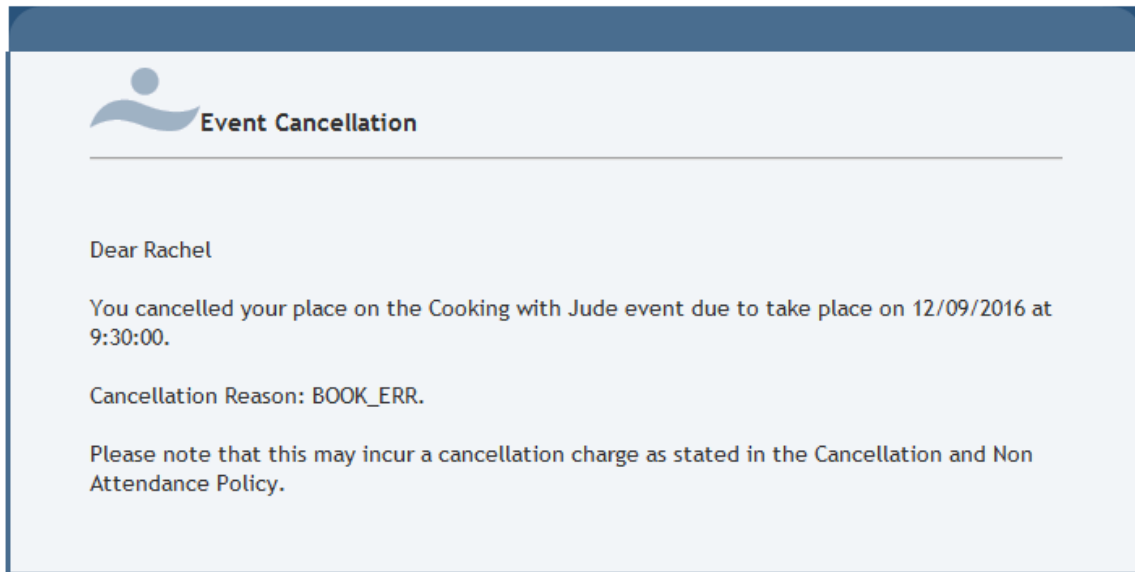 Event Cancellation
Dear Rachel
You cancelled your place on the Cooking with Jude event due to take place on 12/09/2016 at
9:30:00.
Cancellation Reason: BOOK_ERR.
Please note that this may incur a cancellation charge as stated in the Cancellation and Non
Attendance Policy.